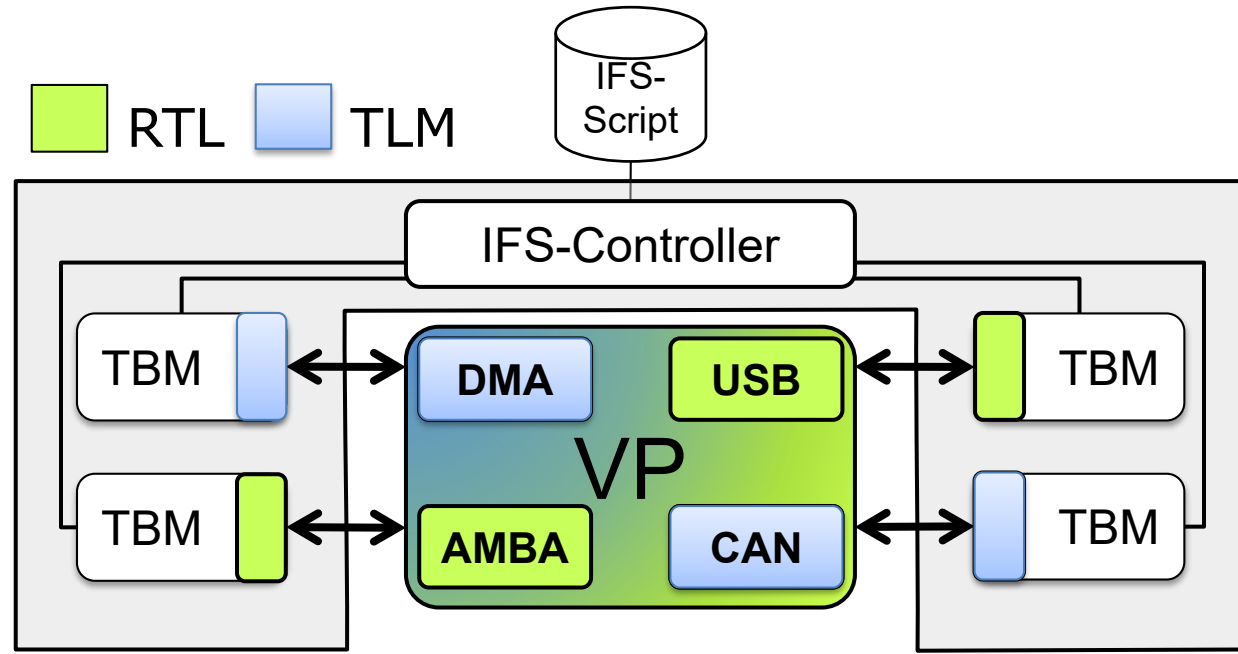 IFS-
Script
RTL TLM
IFS-Controller
TBM DMA USB TBM
VP
TBM AMBA CAN TBM